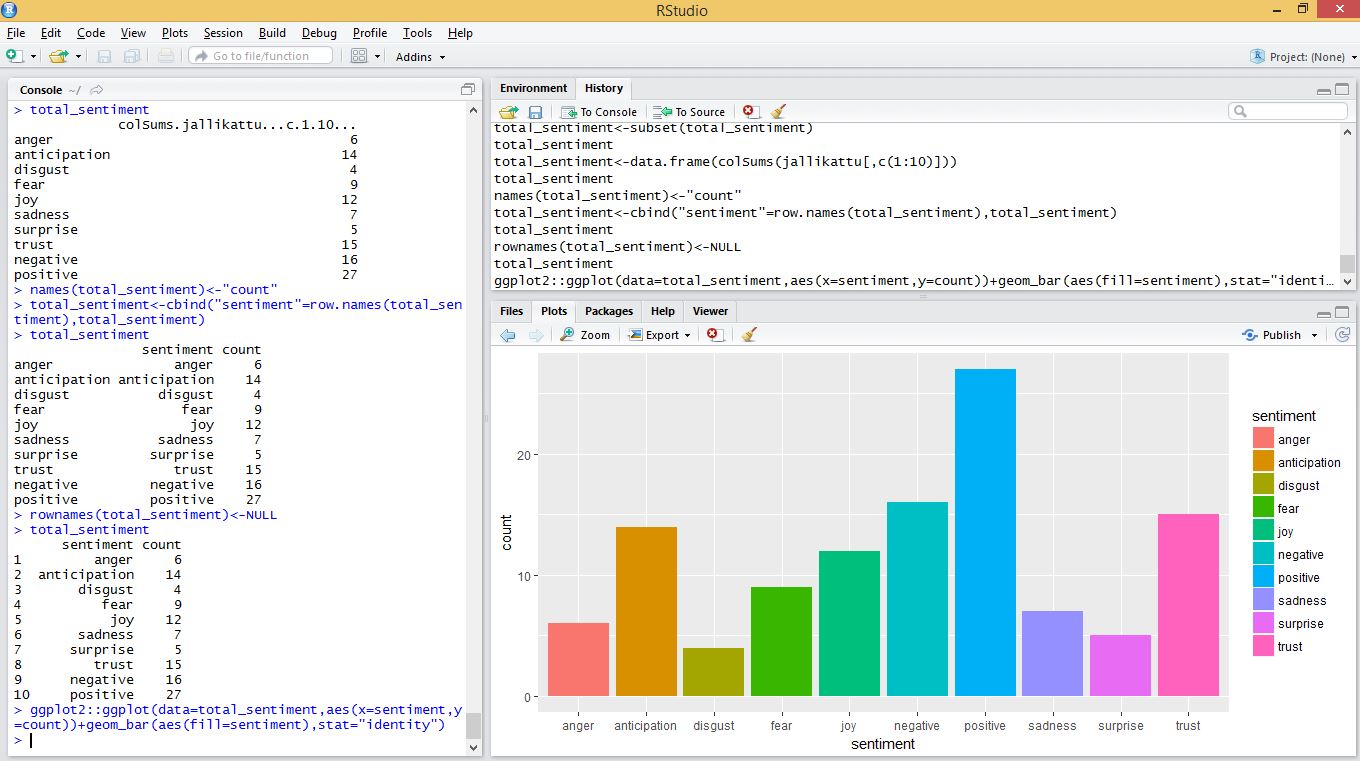 RStudio
File Edit Code View Plots Session Build Debug Profile Tools Help
Go to file/function Addins Project: (None)
Console ~/
> total_sentiment
colSums.jallikattu...c.1.10...
anger 6
anticipation 14
disgust 4
fear 9
joy 12
sadness 7
surprise 5
trust 15
negative 16
positive 27
> names(total_sentiment)<-"count"
> total_sentiment<-cbind("sentiment"=row.names(total_sen
timent),total_sentiment)
> total_sentiment
sentiment count
anger anger 6
anticipation anticipation 14
disgust disgust 4
fear fear 9
joy joy 12
sadness sadness 7
surprise surprise 5
trust trust 15
negative negative 16
positive positive 27
> rownames(total_sentiment)<-NULL
> total_sentiment
sentiment count
1 anger 6
2 anticipation 14
3 disgust 4
4 fear 9
5 joy 12
6 sadness 7
7 surprise 5
8 trust 15
9 negative 16
10 positive 27
> ggplot2::ggplot(data=total_sentiment,aes(x=sentiment,y
=count))+geom_bar(aes(fill=sentiment),stat="identity")
>
Environment History
To Console To Source
total_sentiment<-subset(total_sentiment)
total_sentiment
total_sentiment<-data.frame(colSums(jallikattu[,c(1:10)]))
total_sentiment
names(total_sentiment)<-"count"
total_sentiment<-cbind("sentiment"=row.names(total_sentiment),total_sentiment)
total_sentiment
rownames(total_sentiment)<-NULL
total_sentiment
ggplot2::ggplot(data=total_sentiment,aes(x=sentiment,y=count))+geom_bar(aes(fill=sentiment),stat="identi…
Files Plots Packages Help Viewer
Zoom Export Publish
20
10
0
count
anger anticipation disgust fear joy negative positive sadness surprise trust
sentiment
sentiment
anger
anticipation
disgust
fear
joy
negative
positive
sadness
surprise
trust